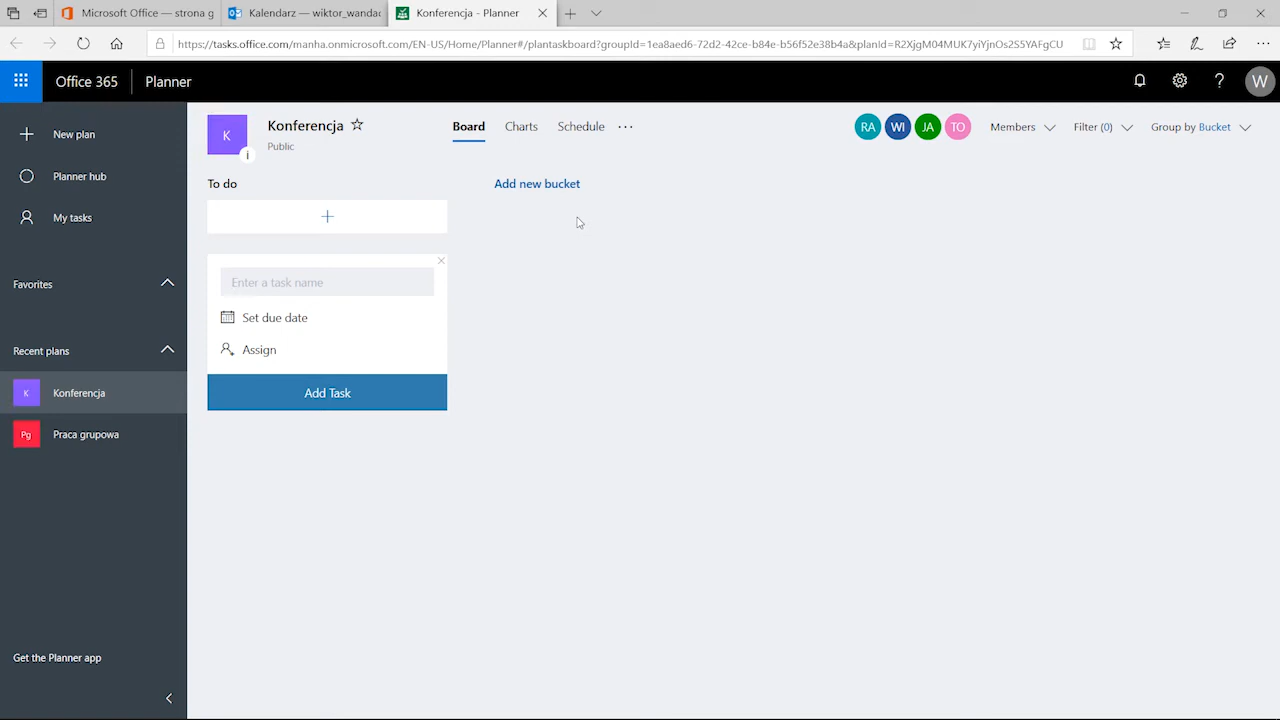 Microsoft Office — strona g
Kalendarz — wiktor_wandac
Konferencja - Planner
https://tasks.office.com/manha.onmicrosoft.com/EN-US/Home/Planner#/plantaskboard?groupId=1ea8aed6-72d2-42ce-b84e-b56f52e38b4a&planId=R2XjgM04MUK7yiYjnOs2S5YAFgCU
Office 365
Planner
W
New plan
Planner hub
My tasks
Favorites
Recent plans
K
Konferencja
Pg
Praca grupowa
Get the Planner app
K
i
Konferencja
Public
Board
Charts
Schedule
RA
WI
JA
TO
Members
Filter (0)
Group by Bucket
To do
Add new bucket
Enter a task name
Set due date
Assign
Add Task